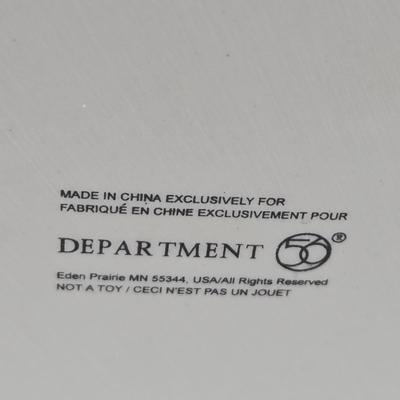 MADE IN CHINA EXCLUSIVELY FOR
FABRIQUÉ EN CHINE EXCLUSIVEMENT POUR
DEPARTMENT 56®
Eden Prairie MN 55344, USA/All Rights Reserved
NOT A TOY / CECI N'EST PAS UN JOUET